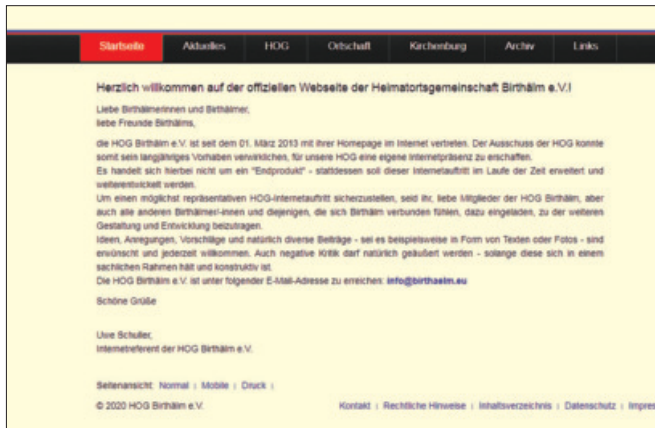 Startseite Aktuelles HOG Ortschaft Kirchenburg Archiv Links
Herzlich willkommen auf der offiziellen Webseite der Heimatortsgemeinschaft Birthälm e.V.!
Liebe Birthälmerinnen und Birthälmer,
liebe Freunde Birthälms,
die HOG Birthälm e.V. ist seit dem 01. März 2013 mit ihrer Homepage im Internet vertreten. Der Ausschuss der HOG konnte
somit sein langjähriges Vorhaben verwirklichen, für unsere HOG eine eigene Internetpräsenz zu erschaffen.
Es handelt sich hierbei nicht um ein "Endprodukt" - stattdessen soll dieser Internetauftritt im Laufe der Zeit erweitert und
weiterentwickelt werden.
Um einen möglichst repräsentativen HOG-Internetauftritt sicherzustellen, seid ihr, liebe Mitglieder der HOG Birthälm, aber
auch alle anderen Birthälmer/-innen und diejenigen, die sich Birthälm verbunden fühlen, dazu eingeladen, zu der weiteren
Gestaltung und Entwicklung beizutragen.
Ideen, Anregungen, Vorschläge und natürlich diverse Beiträge - sei es beispielsweise in Form von Texten oder Fotos - sind
erwünscht und jederzeit willkommen. Auch negative Kritik darf natürlich geäußert werden - solange diese sich in einem
sachlichen Rahmen hält und konstruktiv ist.
Die HOG Birthälm e.V. ist unter folgender E-Mail-Adresse zu erreichen: info@birthaelm.eu
Schöne Grüße
Uwe Schuller,
Internetreferent der HOG Birthälm e.V.
Seitenansicht: Normal | Mobile | Druck |
© 2020 HOG Birthälm e.V. Kontakt | Rechtliche Hinweise | Inhaltsverzeichnis | Datenschutz | Impres